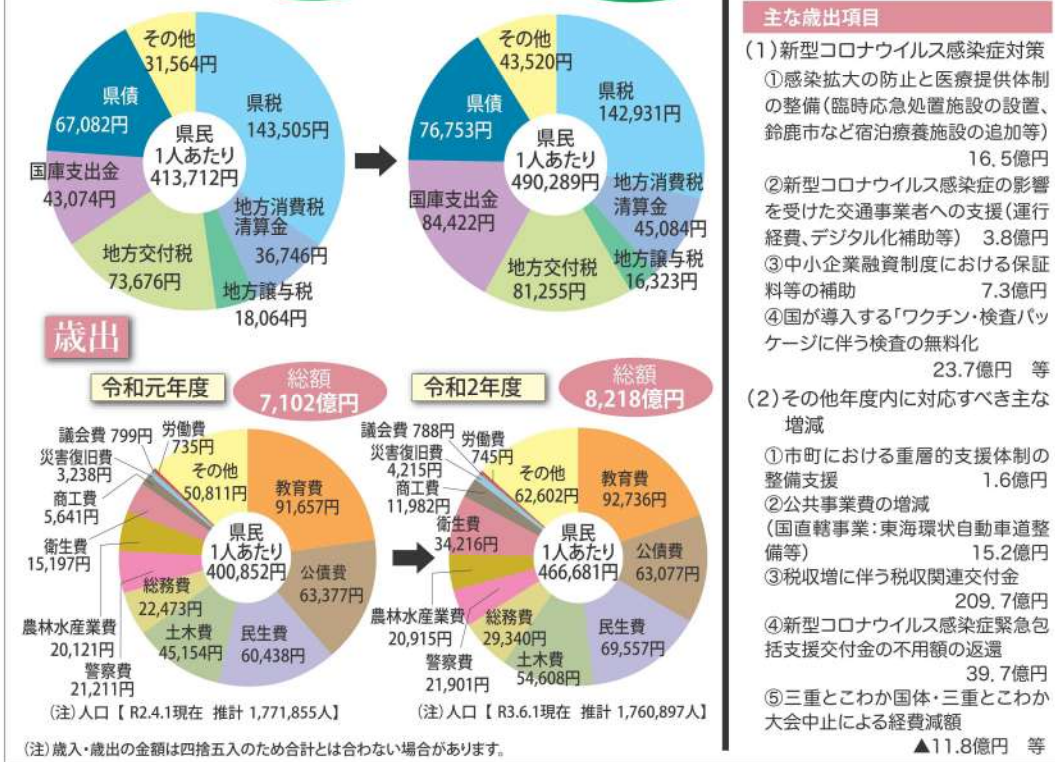 その他
31,564円
県債
67,082円
国庫支出金
43,074円
地方交付税
73,676円
県税
143,505円
県民
1人あたり
413,712円
地方消費税
清算金
36,746円
地方譲与税
18,064円
その他
43,520円
県債
76,753円
国庫支出金
84,422円
地方交付税
81,255円
県税
142,931円
県民
1人あたり
490,289円
地方消費税
清算金
45,084円
地方譲与税
16,323円
歳出
令和元年度
総額
7,102億円
議会費 799円
労働費
735円
災害復旧費
3,238円
商工費
5,641円
衛生費
15,197円
農林水産業費
20,121円
警察費
21,211円
その他
50,811円
教育費
91,657円
県民
1人あたり
400,852円
公債費
63,377円
総務費
22,473円
土木費
45,154円
民生費
60,438円
(注)人口【 R2.4.1現在 推計 1,771,855人】
令和2年度
総額
8,218億円
議会費 788円
労働費
745円
災害復旧費
4,215円
商工費
11,982円
衛生費
34,216円
農林水産業費
20,915円
警察費
21,901円
その他
62,602円
教育費
92,736円
県民
1人あたり
466,681円
公債費
63,077円
総務費
29,340円
土木費
54,608円
民生費
69,557円
(注)人口【 R3.6.1現在 推計 1,760,897人】
(注)歳入・歳出の金額は四捨五入のため合計とは合わない場合があります。
主な歳出項目
(1)新型コロナウイルス感染症対策
①感染拡大の防止と医療提供体制
の整備(臨時応急処置施設の設置、
鈴鹿市など宿泊療養施設の追加等)
16.5億円
②新型コロナウイルス感染症の影響
を受けた交通事業者への支援(運行
経費、デジタル化補助等) 3.8億円
③中小企業融資制度における保証
料等の補助 7.3億円
④国が導入する「ワクチン・検査パッ
ケージに伴う検査の無料化
23.7億円 等
(2)その他年度内に対応すべき主な
増減
①市町における重層的支援体制の
整備支援 1.6億円
②公共事業費の増減
(国直轄事業:東海環状自動車道整
備等) 15.2億円
③税収増に伴う税収関連交付金
209.7億円
④新型コロナウイルス感染症緊急包
括支援交付金の不用額の返還
39.7億円
⑤三重とこわか国体・三重とこわか
大会中止による経費減額
▲11.8億円 等